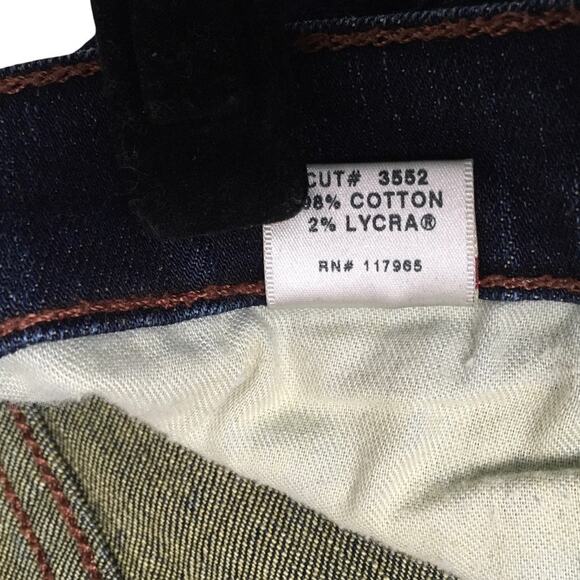 CUT# 3552
98% COTTON
2% LYCRA®
RN# 117965